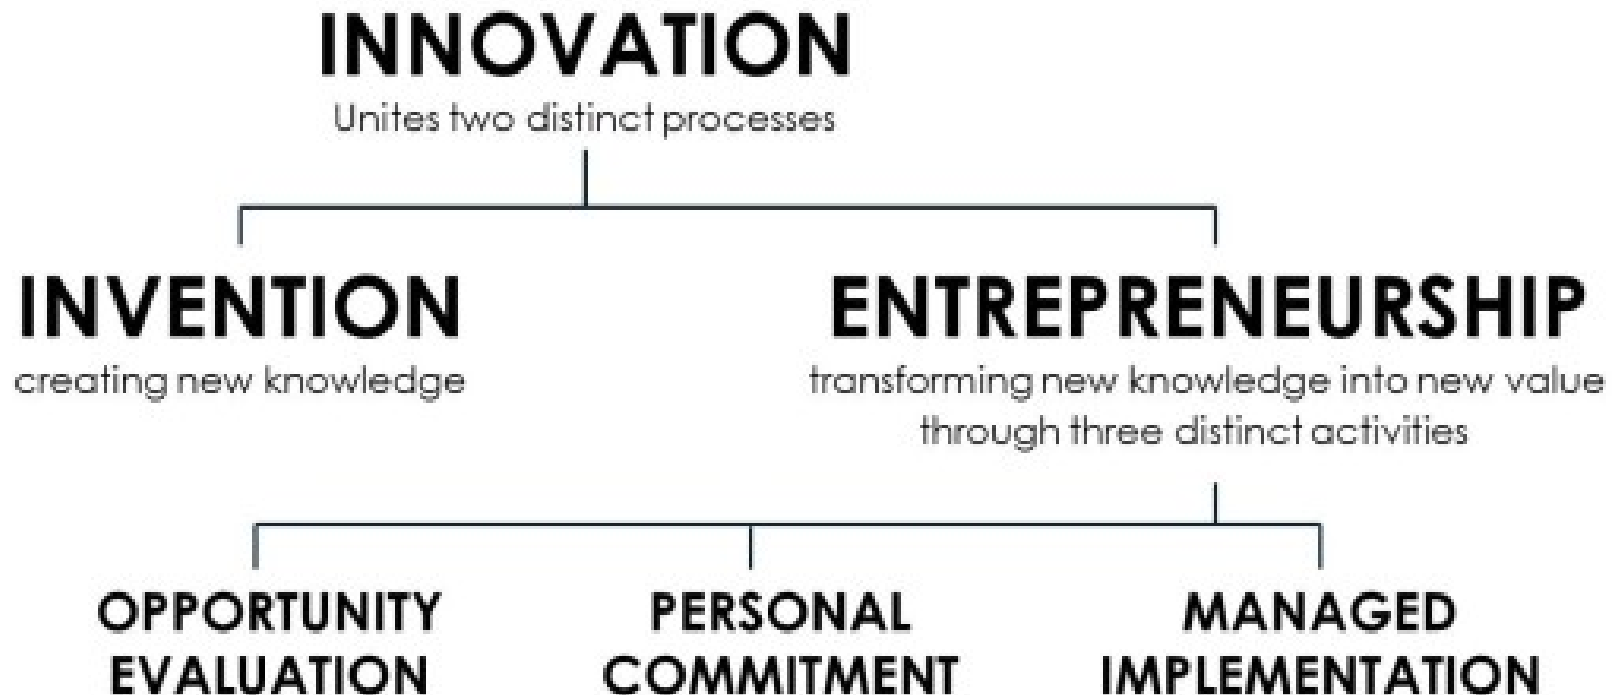 INNOVATION
Unites two distinct processes
INVENTION
creating new knowledge
ENTREPRENEURSHIP
transforming new knowledge into new value
through three distinct activities
OPPORTUNITY
EVALUATION
PERSONAL
COMMITMENT
MANAGED
IMPLEMENTATION